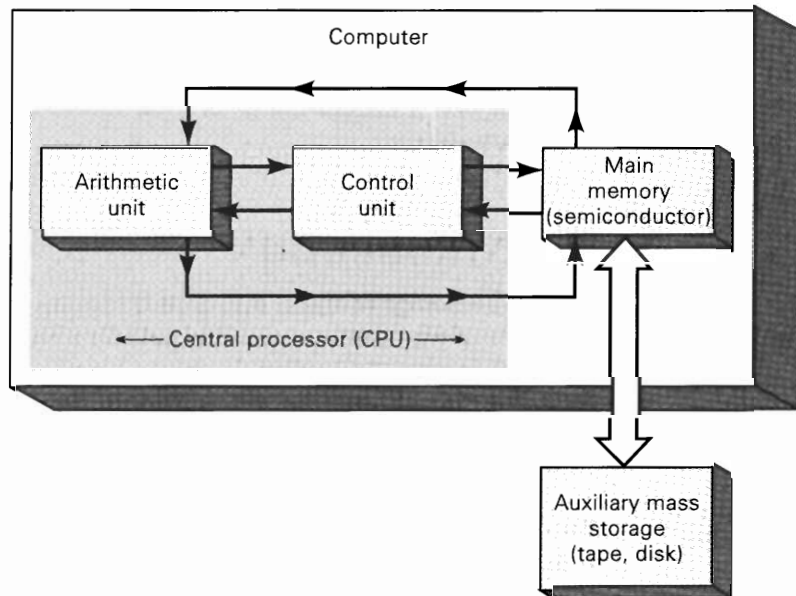 Computer
Arithmetic
unit
Control
unit
Main
memory
(semiconductor)
Central processor (CPU)
Auxiliary mass
storage
(tape, disk)